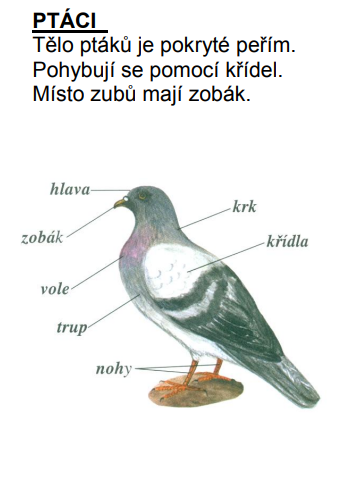 PTÁCI
Tělo ptáků je pokryté peřím.
Pohybují se pomocí křídel.
Místo zubů mají zobák.
hlava
krk
zobák
křídla
vole
trup
nohy